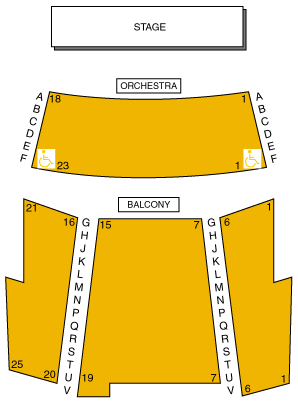 STAGE
ORCHESTRA
A 18 1 A
B B
C C
D D
E E
F 23 1 F
BALCONY
21 1
16 G 15 7 G 6
H H
J J
K K
L L
M M
N N
P P
Q Q
R R
S S
T T
25 20 U 19 7 U 1
V V 6